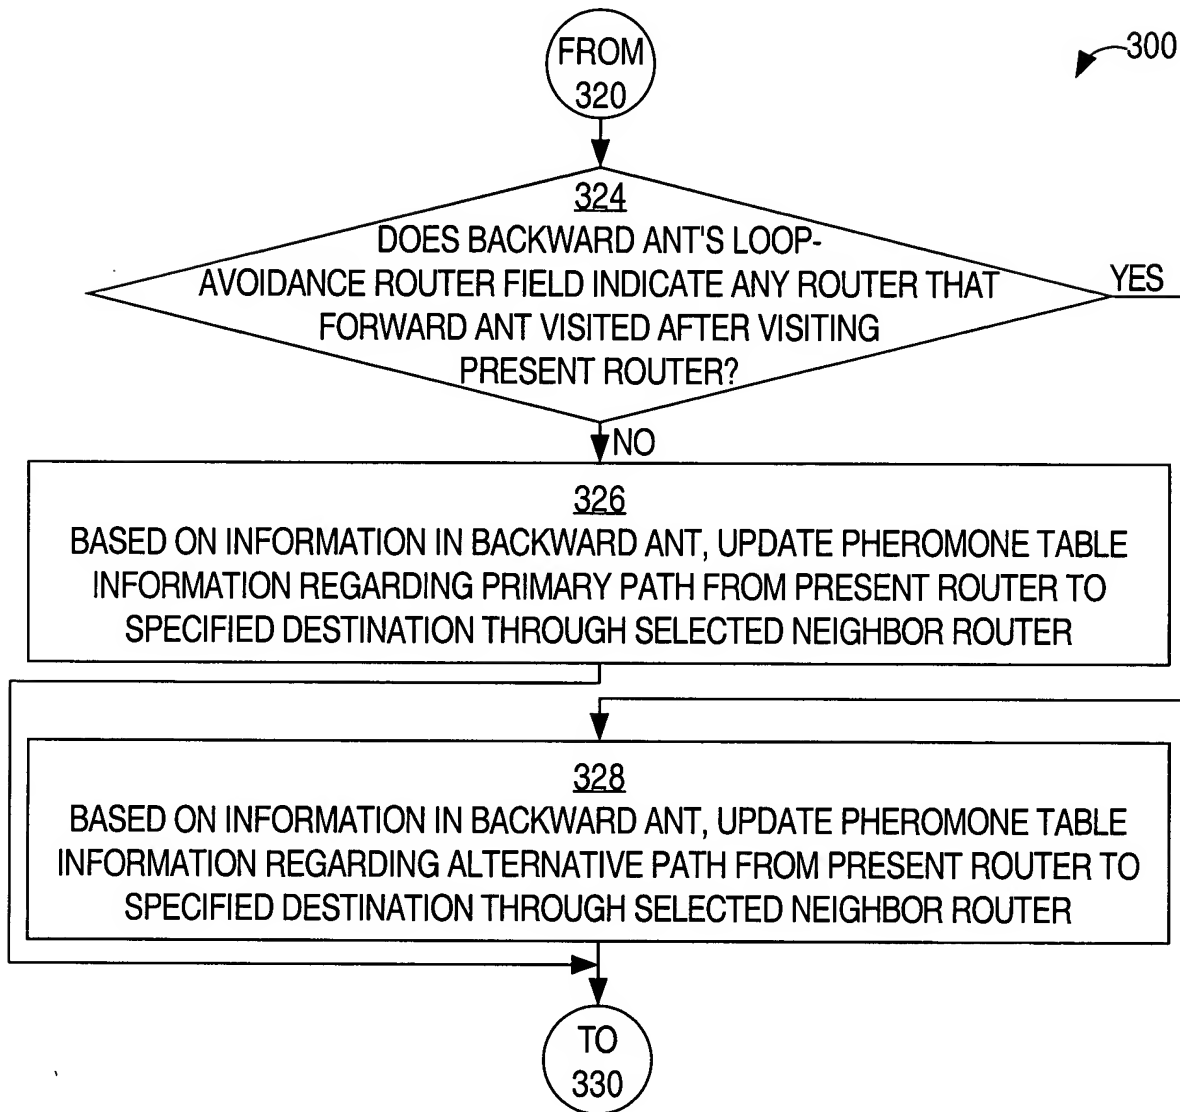 FROM
320
300
324
DOES BACKWARD ANT'S LOOP-
AVOIDANCE ROUTER FIELD INDICATE ANY ROUTER THAT
FORWARD ANT VISITED AFTER VISITING
PRESENT ROUTER?
YES
NO
326
BASED ON INFORMATION IN BACKWARD ANT, UPDATE PHEROMONE TABLE
INFORMATION REGARDING PRIMARY PATH FROM PRESENT ROUTER TO
SPECIFIED DESTINATION THROUGH SELECTED NEIGHBOR ROUTER
328
BASED ON INFORMATION IN BACKWARD ANT, UPDATE PHEROMONE TABLE
INFORMATION REGARDING ALTERNATIVE PATH FROM PRESENT ROUTER TO
SPECIFIED DESTINATION THROUGH SELECTED NEIGHBOR ROUTER
TO
330